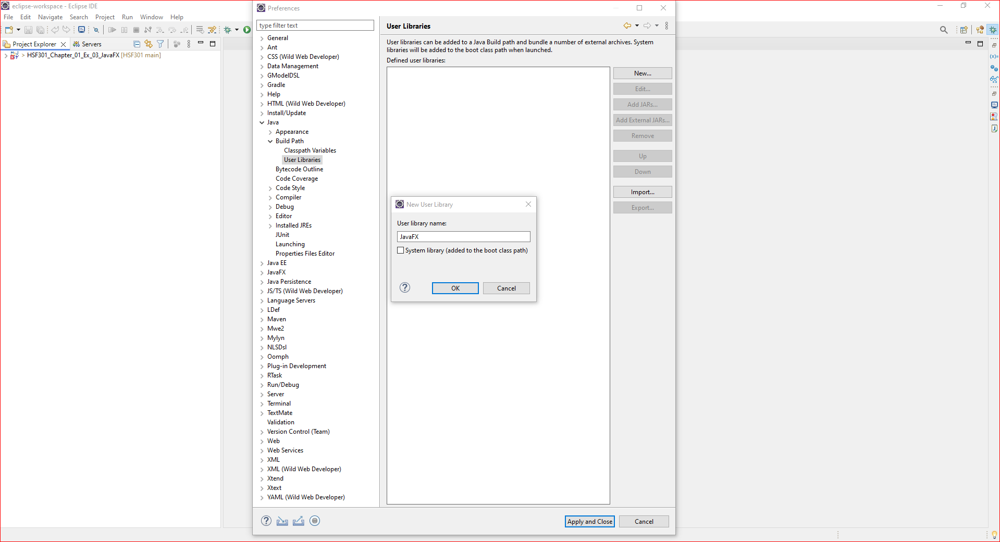 eclipse-workspace - Eclipse IDE
File Edit Navigate Search Project Run Window Help
Project Explorer
Servers
> HSF301_Chapter_01_Ex_03_JavaFX [HSF301 main]
Preferences
type filter text
General
Ant
CSS (Wild Web Developer)
Data Management
GModelDSL
Gradle
Help
HTML (Wild Web Developer)
Install/Update
Java
Appearance
Build Path
Classpath Variables
User Libraries
Bytecode Outline
Code Coverage
Code Style
Compiler
Debug
Editor
Installed JREs
JUnit
Launching
Properties Files Editor
Java EE
JavaFX
Java Persistence
JS/TS (Wild Web Developer)
Language Servers
LDef
Maven
Mwe2
Mylyn
NLSDsl
Oomph
Plug-in Development
RTask
Run/Debug
Server
Terminal
TextMate
Validation
Version Control (Team)
Web
Web Services
XML
XML (Wild Web Developer)
Xtend
Xtext
YAML (Wild Web Developer)
User Libraries
User libraries can be added to a Java Build path and bundle a number of external archives. System
libraries will be added to the boot class path when launched.
Defined user libraries:
New...
Edit...
Add JARs...
Add External JARs...
Remove
Up
Down
Import...
Export...
New User Library
User library name:
JavaFX
System library (added to the boot class path)
OK
Cancel
Apply and Close
Cancel